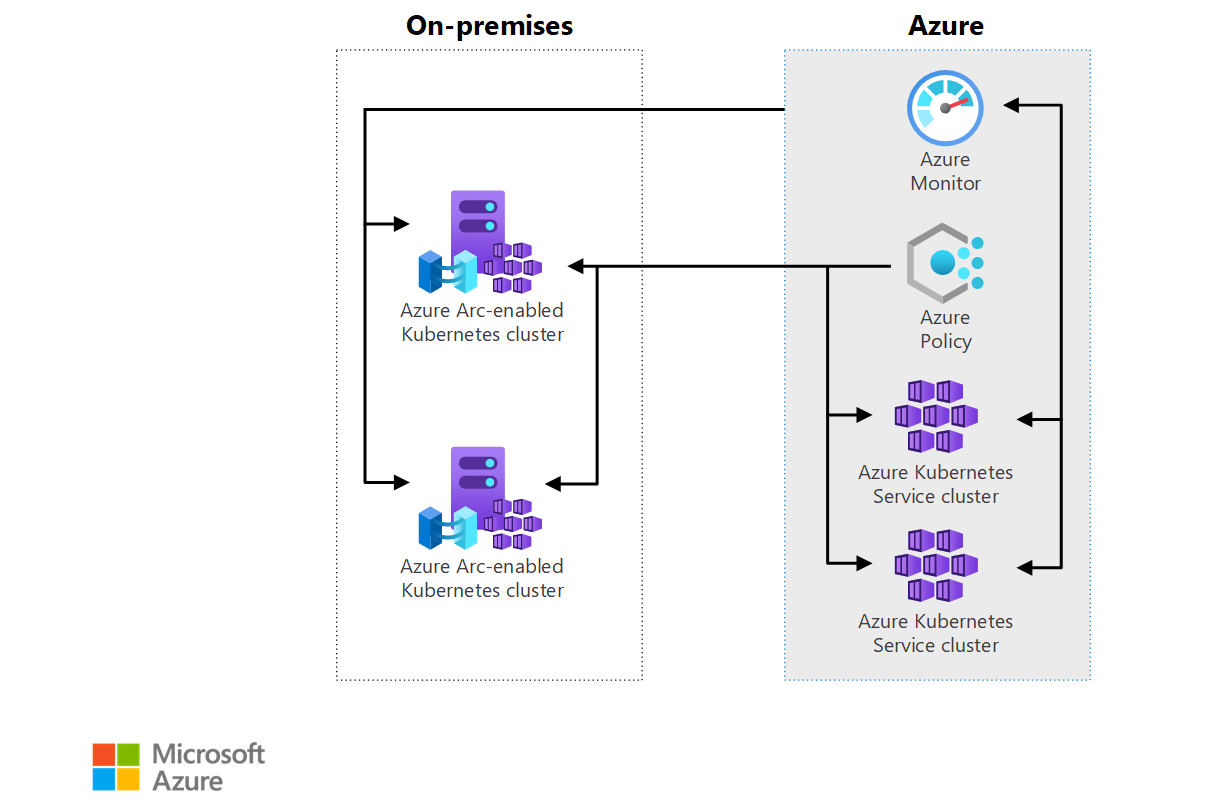 On-premises
Azure
Azure
Monitor
Azure Arc-enabled
Kubernetes cluster
Azure
Policy
Azure Kubernetes
Service cluster
Azure Arc-enabled
Kubernetes cluster
Azure Kubernetes
Service cluster
Microsoft
Azure